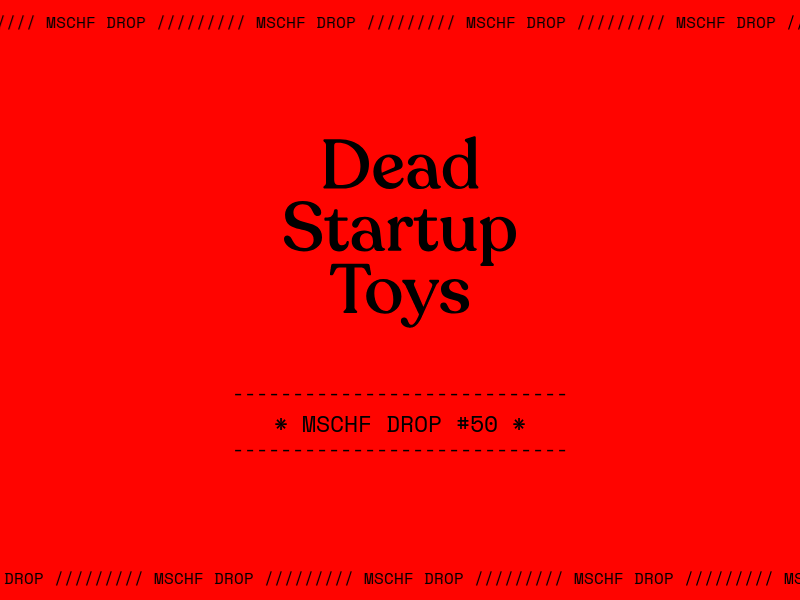 //// MSCHF DROP ///////// MSCHF DROP ///////// MSCHF DROP ///////// MSCHF DROP //
Dead
Startup
Toys
----------------------------
* MSCHF DROP #50 *
----------------------------
DROP ///////// MSCHF DROP ///////// MSCHF DROP ///////// MSCHF DROP ///////// MS